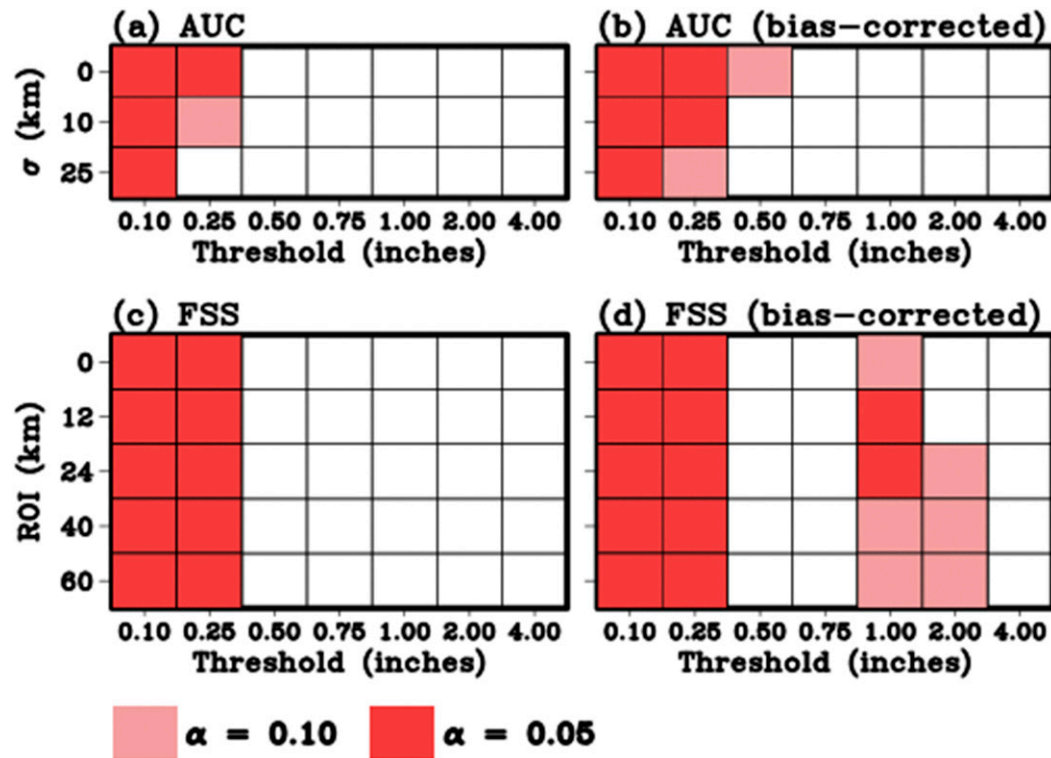 (a) AUC
(b) AUC (bias-corrected)
σ (km)
0
10
25
0.10 0.25 0.50 0.75 1.00 2.00 4.00
Threshold (inches)
0.10 0.25 0.50 0.75 1.00 2.00 4.00
Threshold (inches)
(c) FSS
(d) FSS (bias-corrected)
ROI (km)
0
12
24
40
60
0.10 0.25 0.50 0.75 1.00 2.00 4.00
Threshold (inches)
0.10 0.25 0.50 0.75 1.00 2.00 4.00
Threshold (inches)
α = 0.10
α = 0.05